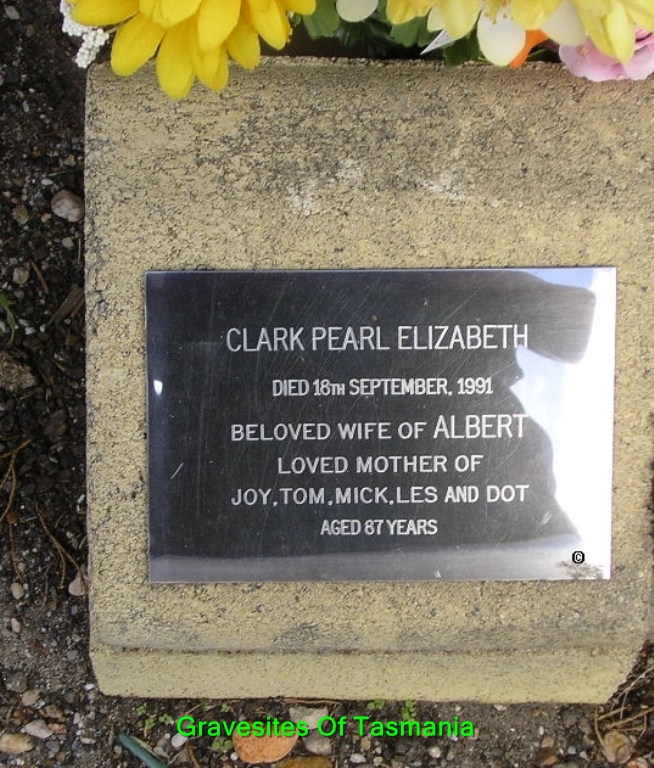 CLARK PEARL ELIZABETH
DIED 18TH SEPTEMBER, 1991
BELOVED WIFE OF ALBERT
LOVED MOTHER OF
JOY,TOM,MICK,LES AND DOT
AGED 87 YEARS
©
Gravesites Of Tasmania